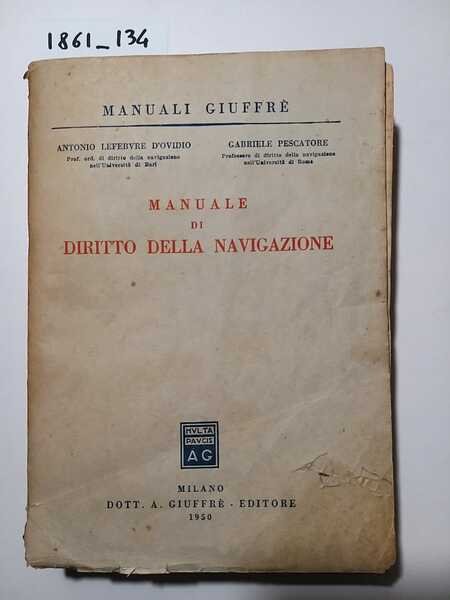 1861_134
MANUALI GIUFFRÈ
ANTONIO LEFEBVRE D'OVIDIO
Prof. ord. di diritto della navigazione
nell'Università di Bari
GABRIELE PESCATORE
Professore di diritto della navigazione
nell'Università di Roma
MANUALE
DI
DIRITTO DELLA NAVIGAZIONE
MVLTA
PAVCIS
AG
MILANO
DOTT. A. GIUFFRÈ - EDITORE
1950